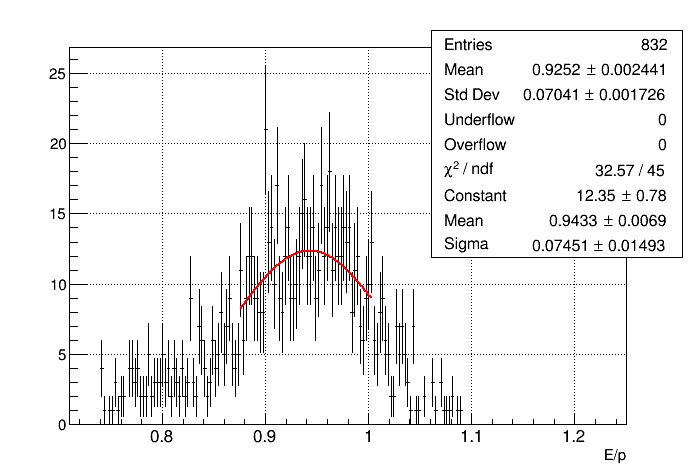 Entries 832
Mean 0.9252 ± 0.002441
Std Dev 0.07041 ± 0.001726
Underflow 0
Overflow 0
χ² / ndf 32.57 / 45
Constant 12.35 ± 0.78
Mean 0.9433 ± 0.0069
Sigma 0.07451 ± 0.01493
25
20
15
10
5
0
0.8 0.9 1 1.1 1.2
E/p